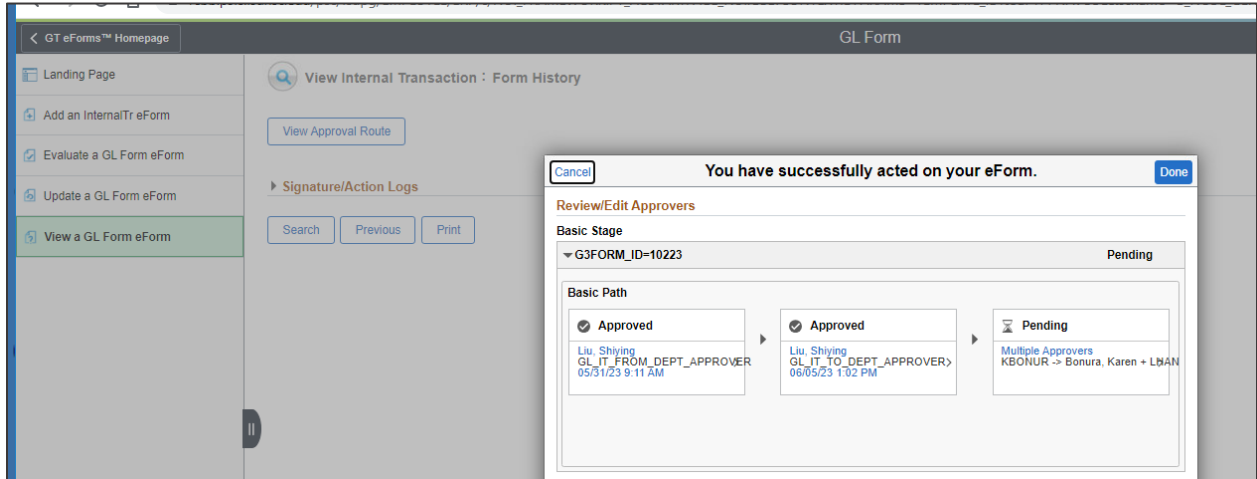 GT eForms™ Homepage
GL Form
Landing Page
Add an InternalTr eForm
Evaluate a GL Form eForm
Update a GL Form eForm
View a GL Form eForm
View Internal Transaction : Form History
View Approval Route
Signature/Action Logs
Search
Previous
Print
Cancel
You have successfully acted on your eForm.
Done
Review/Edit Approvers
Basic Stage
G3FORM_ID=10223
Pending
Basic Path
Approved
Liu, Shiying
GL_IT_FROM_DEPT_APPROVER
05/31/23 9:11 AM
Approved
Liu, Shiying
GL_IT_TO_DEPT_APPROVER
06/05/23 1:02 PM
Pending
Multiple Approvers
KBONUR -> Bonura, Karen +